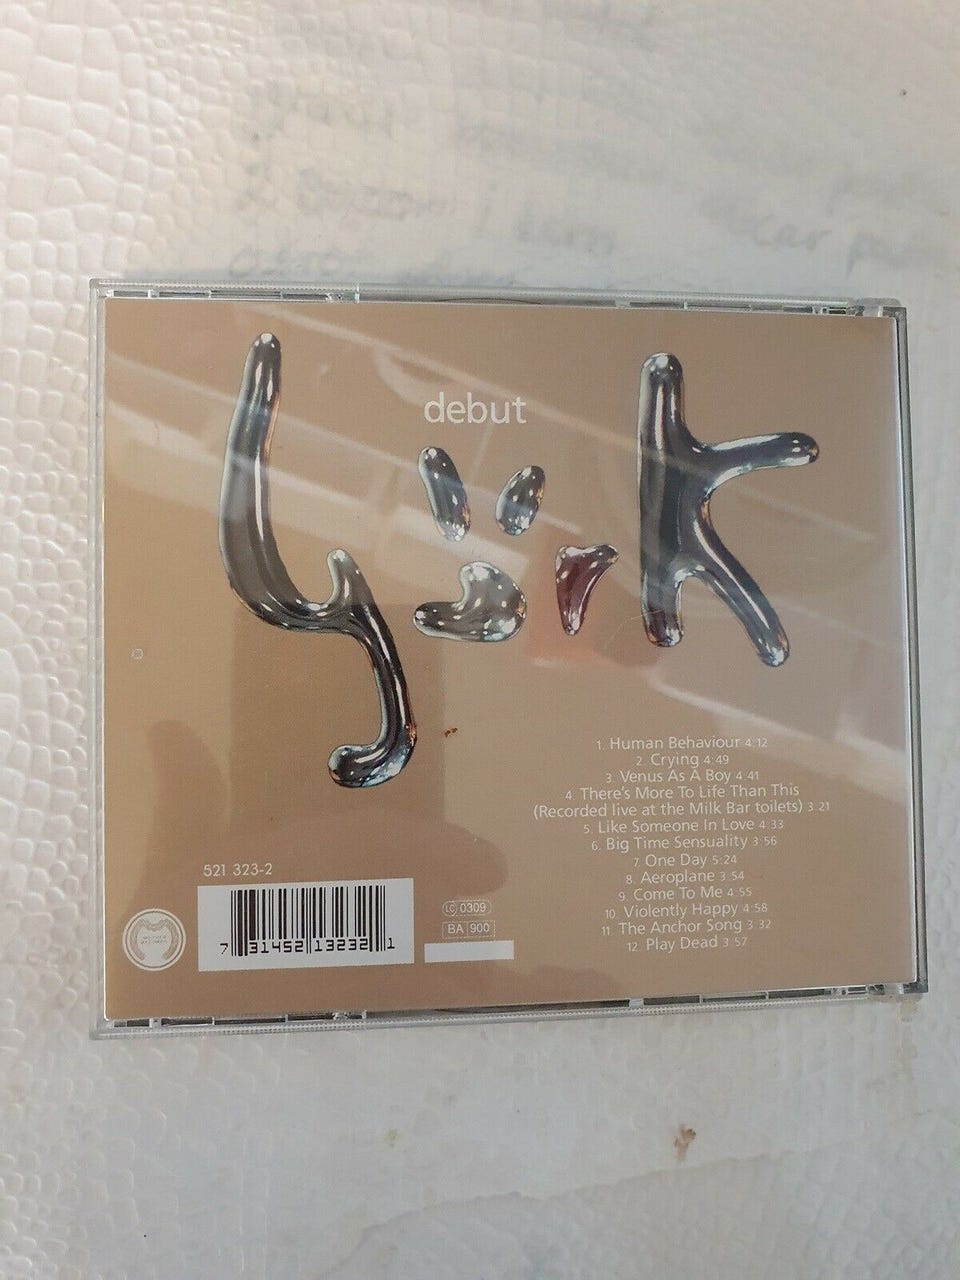 debut
björk
1. Human Behaviour 4:12
2. Crying 4:49
3. Venus As A Boy 4.41
4. There's More To Life Than This
(Recorded live at the Milk Bar toilets) 3.21
5. Like Someone In Love 4:33
6. Big Time Sensuality 3:56
7. One Day 5:24
8. Aeroplane 3.54
9. Come To Me 4:55
10. Violently Happy 4:58
11. The Anchor Song 3:32
12. Play Dead 3:57
521 323-2
7 31452 13232 1
LC 0309
BA 900